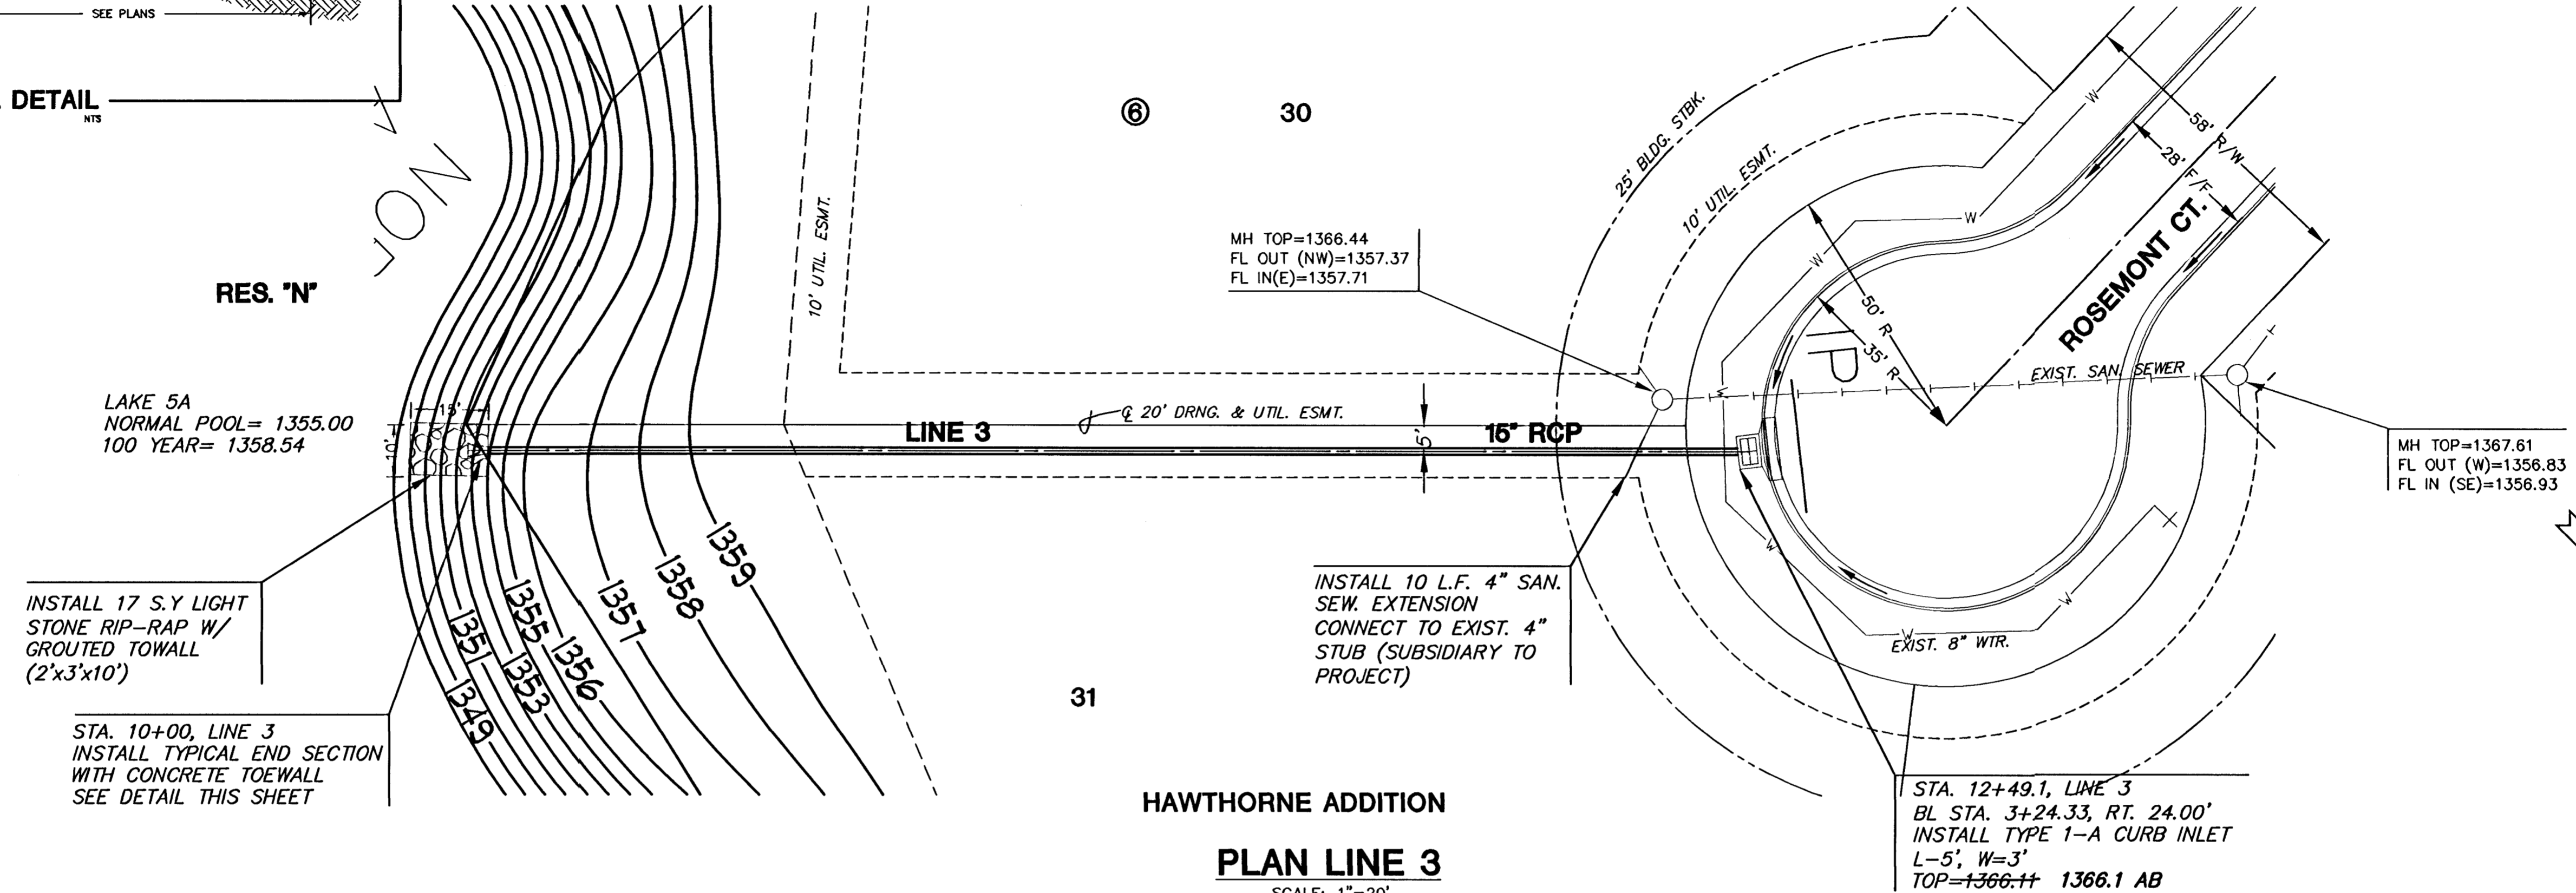 SEE PLANS
DETAIL
NTS
RES. "N"
LAKE 5A
NORMAL POOL= 1355.00
100 YEAR= 1358.54
15'
10'
INSTALL 17 S.Y LIGHT
STONE RIP-RAP W/
GROUTED TOWALL
(2'x3'x10')
STA. 10+00, LINE 3
INSTALL TYPICAL END SECTION
WITH CONCRETE TOEWALL
SEE DETAIL THIS SHEET
1349
1351
1353
1355
1356
1357
1358
1359
10' UTIL. ESMT.
⑥
30
MH TOP=1366.44
FL OUT (NW)=1357.37
FL IN(E)=1357.71
℄ 20' DRNG. & UTIL. ESMT.
LINE 3
15" RCP
5'
25' BLDG. STBK.
10' UTIL. ESMT.
W
W
W
W
W
W
W
50' R
35' R
P
58' R/W
28' F/F
ROSEMONT CT.
EXIST. SAN. SEWER
EXIST. 8" WTR.
MH TOP=1367.61
FL OUT (W)=1356.83
FL IN (SE)=1356.93
INSTALL 10 L.F. 4" SAN.
SEW. EXTENSION
CONNECT TO EXIST. 4"
STUB (SUBSIDIARY TO
PROJECT)
31
HAWTHORNE ADDITION
PLAN LINE 3
SCALE: 1"=20'
STA. 12+49.1, LINE 3
BL STA. 3+24.33, RT. 24.00'
INSTALL TYPE 1-A CURB INLET
L-5', W=3'
TOP=1366.11 1366.1 AB